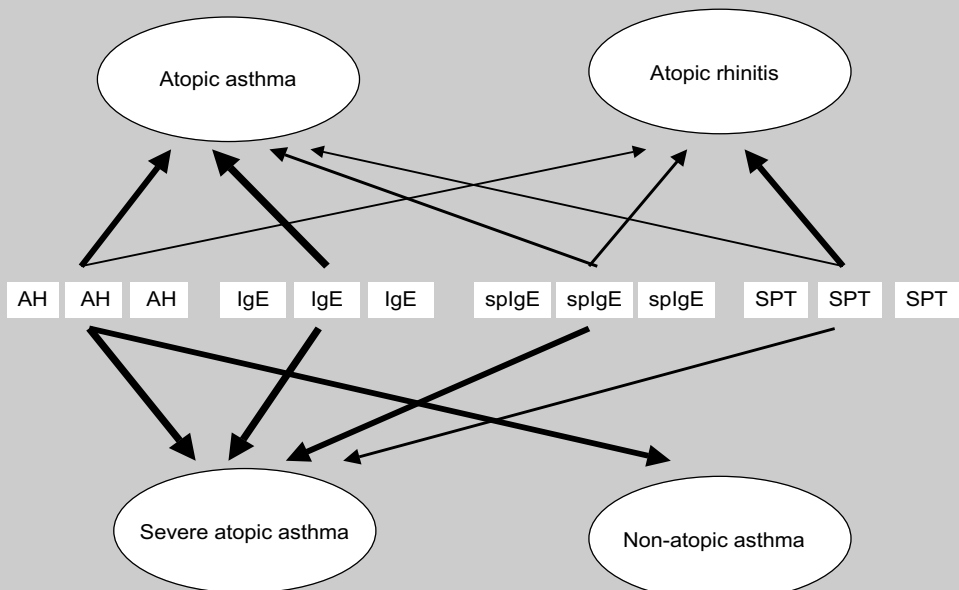 Atopic asthma
Atopic rhinitis
AH AH AH IgE IgE IgE spIgE spIgE spIgE SPT SPT SPT
Severe atopic asthma
Non-atopic asthma